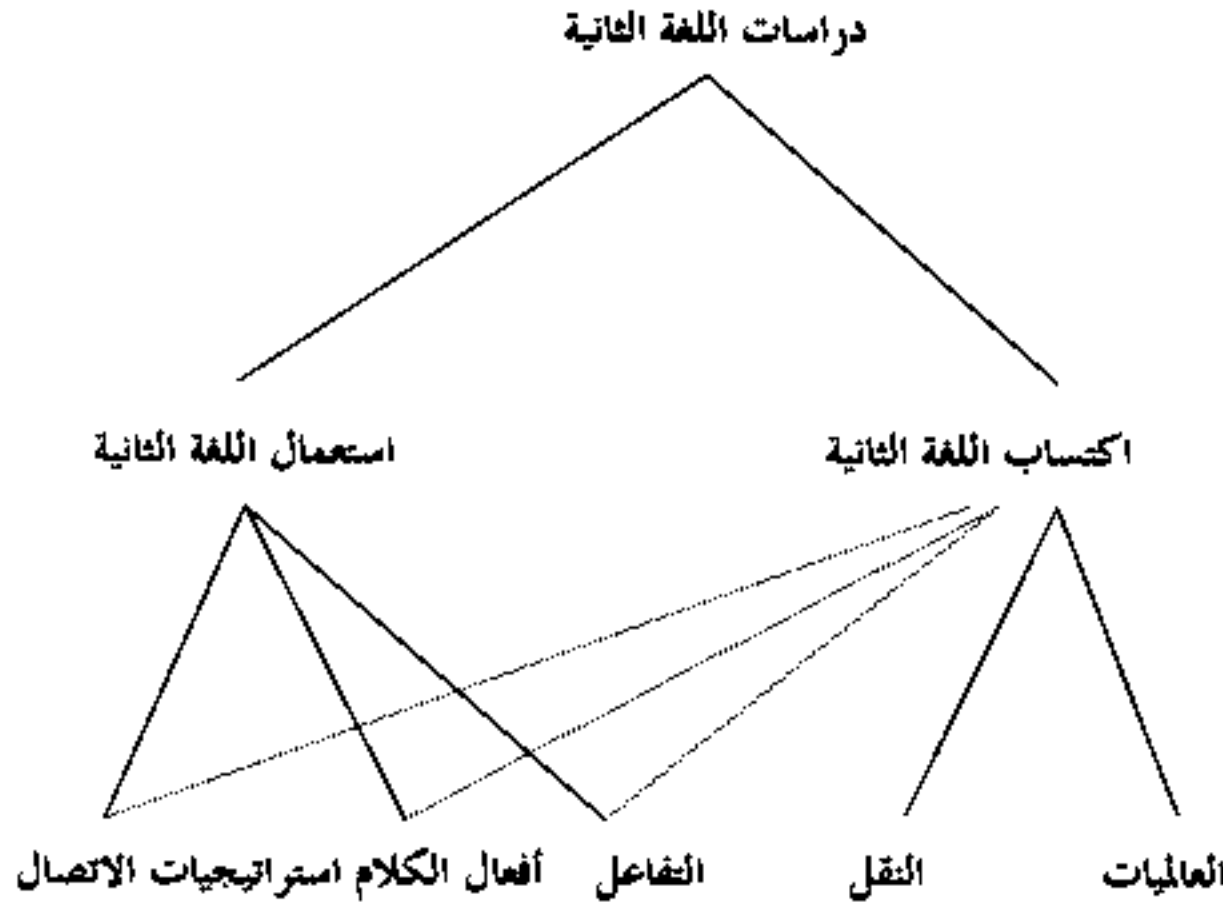 دراسات اللغة الثانية
اكتساب اللغة الثانية استعمال اللغة الثانية
العالميات النقل التفاعل أفعال الكلام استراتيجيات الاتصال